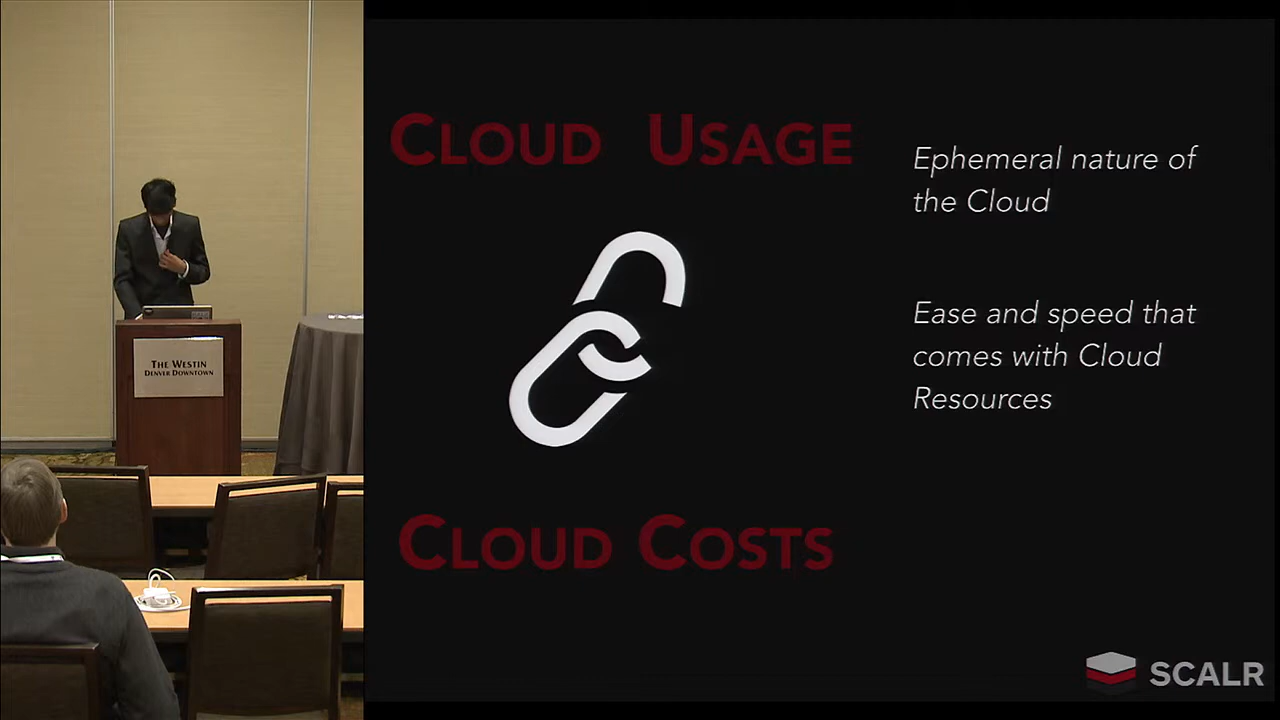 CLOUD USAGE
Ephemeral nature of
the Cloud
Ease and speed that
comes with Cloud
Resources
CLOUD COSTS
SCALR
THE WESTIN
DENVER DOWNTOWN